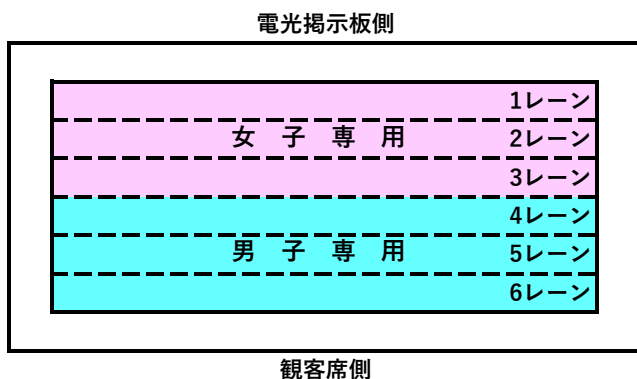 電光掲示板側
1レーン
女子専用 2レーン
3レーン
4レーン
男子専用 5レーン
6レーン
観客席側